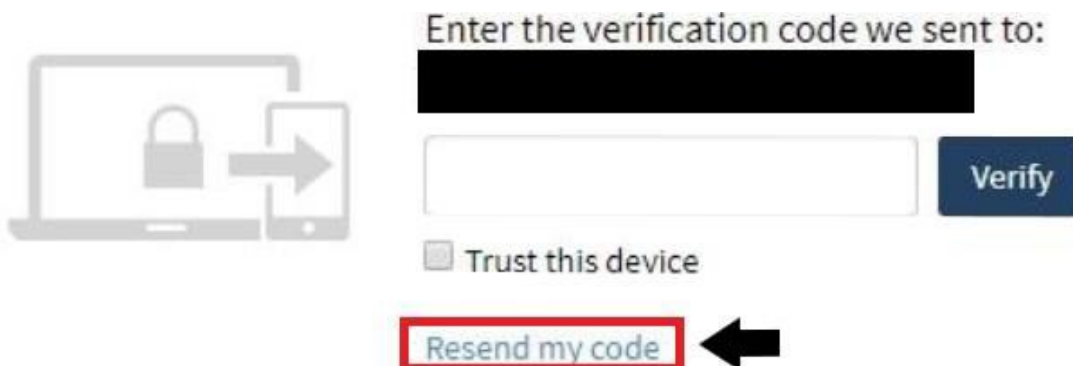 Enter the verification code we sent to:
Verify
Trust this device
Resend my code